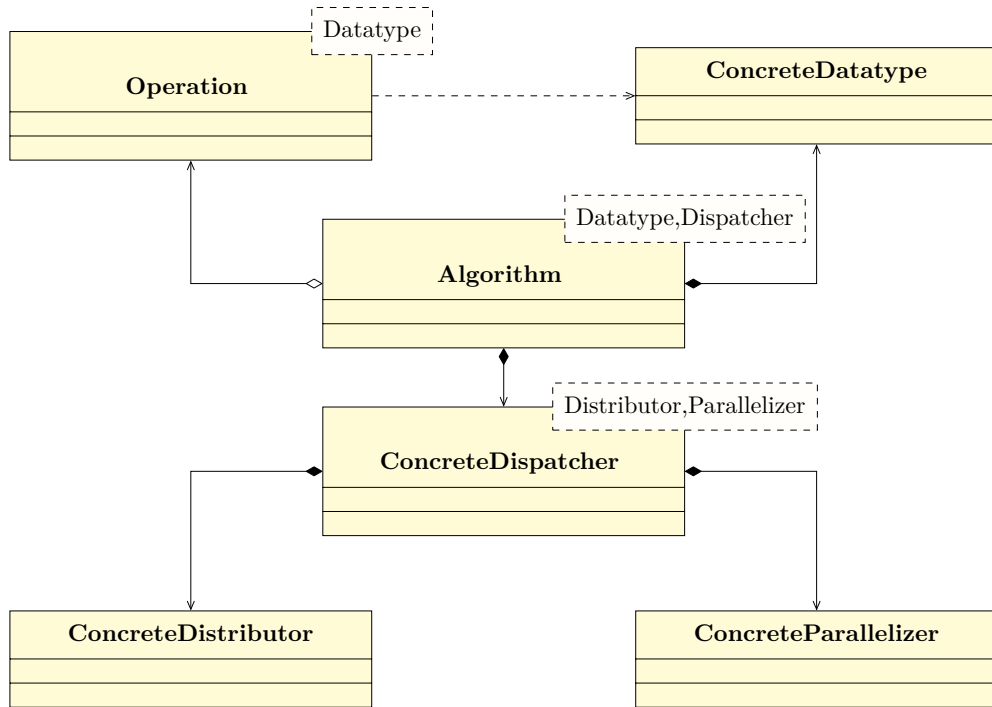 Datatype
Operation
ConcreteDatatype
Datatype,Dispatcher
Algorithm
Distributor,Parallelizer
ConcreteDispatcher
ConcreteDistributor
ConcreteParallelizer